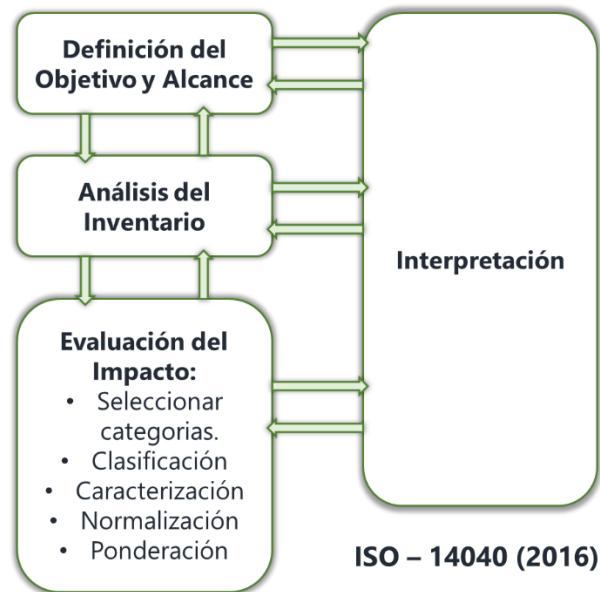 Definición del
Objetivo y Alcance
Análisis del
Inventario
Evaluación del
Impacto:
• Seleccionar
categorias.
• Clasificación
• Caracterización
• Normalización
• Ponderación
Interpretación
ISO – 14040 (2016)